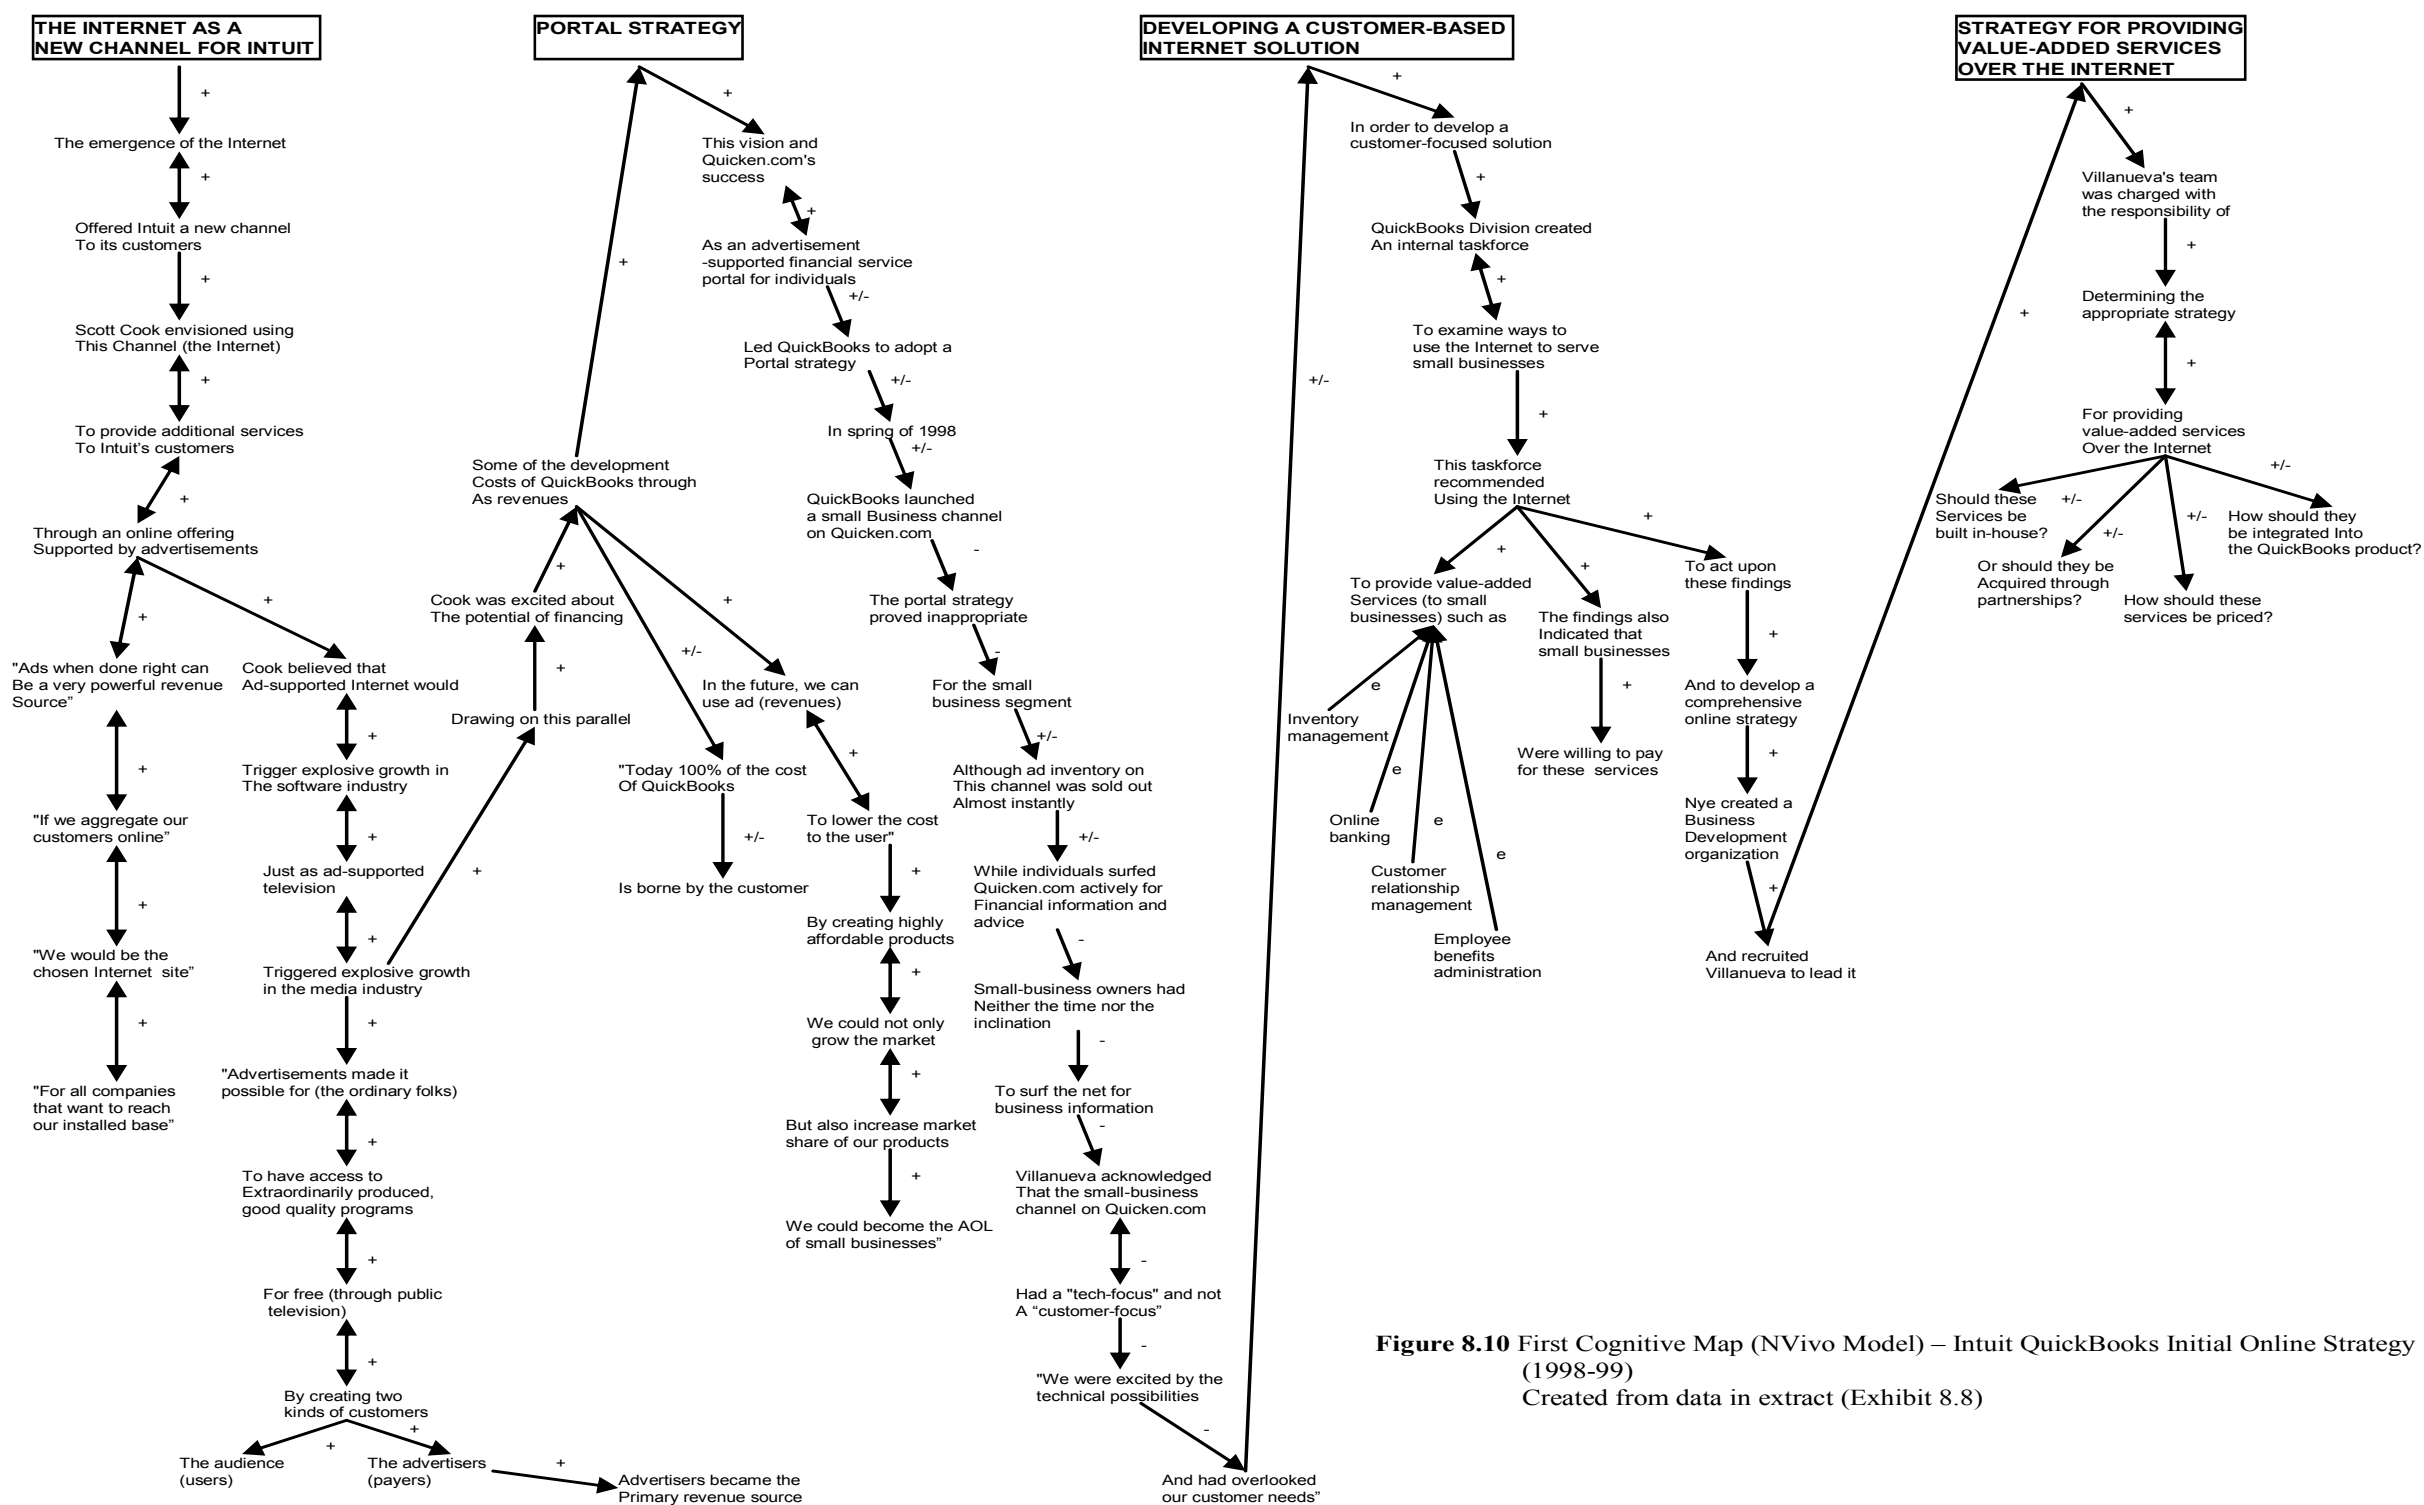 THE INTERNET AS A
NEW CHANNEL FOR INTUIT
+
The emergence of the Internet
+
Offered Intuit a new channel
To its customers
+
Scott Cook envisioned using
This Channel (the Internet)
+
To provide additional services
To Intuit's customers
+
Through an online offering
Supported by advertisements
+
+
"Ads when done right can
Be a very powerful revenue
Source”
+
"If we aggregate our
customers online”
+
"We would be the
chosen Internet site”
+
"For all companies
that want to reach
our installed base”
Cook believed that
Ad-supported Internet would
+
Trigger explosive growth in
The software industry
+
Just as ad-supported
television
+
Triggered explosive growth
in the media industry
+
+
"Advertisements made it
possible for (the ordinary folks)
+
To have access to
Extraordinarily produced,
good quality programs
+
For free (through public
television)
+
By creating two
kinds of customers
+
+
The audience
(users)
The advertisers
(payers)
+
Advertisers became the
Primary revenue source
Drawing on this parallel
+
Cook was excited about
The potential of financing
+
Some of the development
Costs of QuickBooks through
As revenues
+
+/-
+
"Today 100% of the cost
Of QuickBooks
+/-
Is borne by the customer
In the future, we can
use ad (revenues)
+
To lower the cost
to the user"
+
By creating highly
affordable products
+
We could not only
grow the market
+
But also increase market
share of our products
+
We could become the AOL
of small businesses”
PORTAL STRATEGY
+
This vision and
Quicken.com's
success
+
As an advertisement
-supported financial service
portal for individuals
+/-
Led QuickBooks to adopt a
Portal strategy
+/-
In spring of 1998
+/-
QuickBooks launched
a small Business channel
on Quicken.com
-
The portal strategy
proved inappropriate
-
For the small
business segment
+/-
Although ad inventory on
This channel was sold out
Almost instantly
+/-
While individuals surfed
Quicken.com actively for
Financial information and
advice
-
Small-business owners had
Neither the time nor the
inclination
-
To surf the net for
business information
-
Villanueva acknowledged
That the small-business
channel on Quicken.com
-
Had a "tech-focus" and not
A “customer-focus”
-
"We were excited by the
technical possibilities
-
And had overlooked
our customer needs”
+/-
DEVELOPING A CUSTOMER-BASED
INTERNET SOLUTION
+
In order to develop a
customer-focused solution
+
QuickBooks Division created
An internal taskforce
+
To examine ways to
use the Internet to serve
small businesses
+
This taskforce
recommended
Using the Internet
+
+
+
To provide value-added
Services (to small
businesses) such as
e
e
e
e
Inventory
management
Online
banking
Customer
relationship
management
Employee
benefits
administration
The findings also
Indicated that
small businesses
+
Were willing to pay
for these services
To act upon
these findings
+
And to develop a
comprehensive
online strategy
+
Nye created a
Business
Development
organization
+
And recruited
Villanueva to lead it
+
STRATEGY FOR PROVIDING
VALUE-ADDED SERVICES
OVER THE INTERNET
+
Villanueva's team
was charged with
the responsibility of
+
Determining the
appropriate strategy
+
For providing
value-added services
Over the Internet
+/-
+/-
+/-
+/-
Should these
Services be
built in-house?
Or should they be
Acquired through
partnerships?
How should these
services be priced?
How should they
be integrated Into
the QuickBooks product?
Figure 8.10 First Cognitive Map (NVivo Model) – Intuit QuickBooks Initial Online Strategy
(1998-99)
Created from data in extract (Exhibit 8.8)